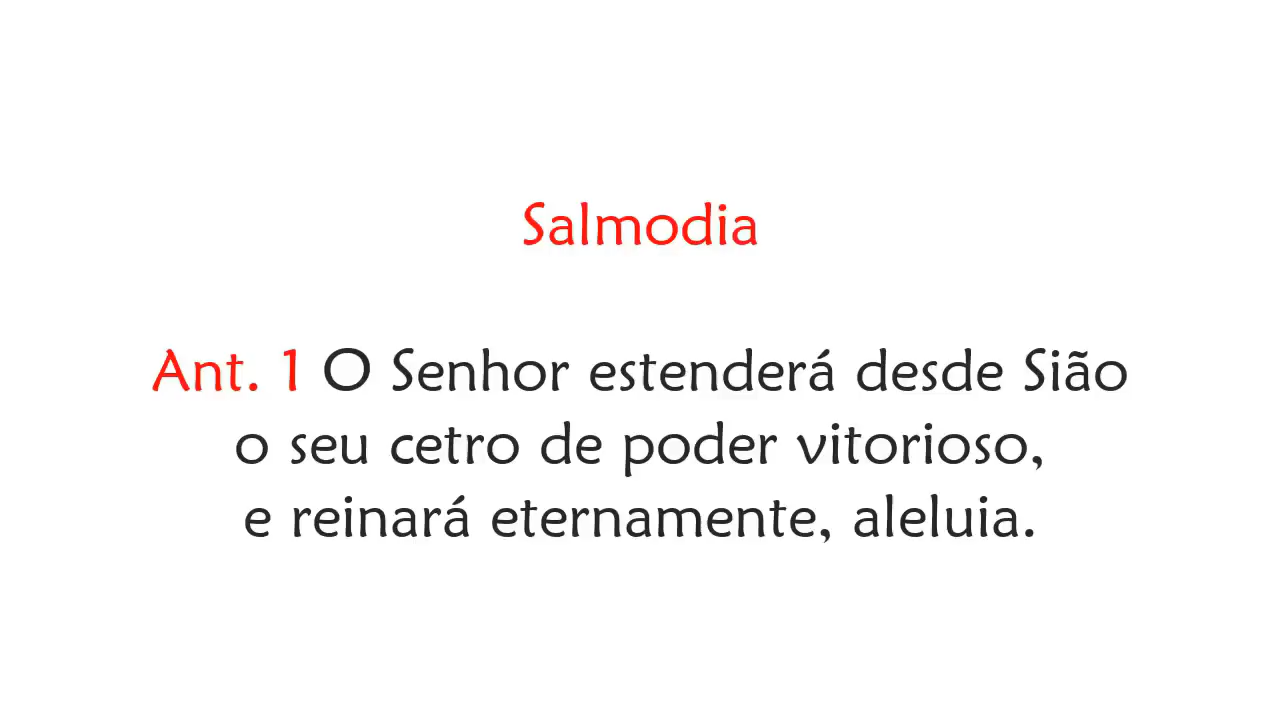 Salmodia
Ant. 1 O Senhor estenderá desde Sião
o seu cetro de poder vitorioso,
e reinará eternamente, aleluia.